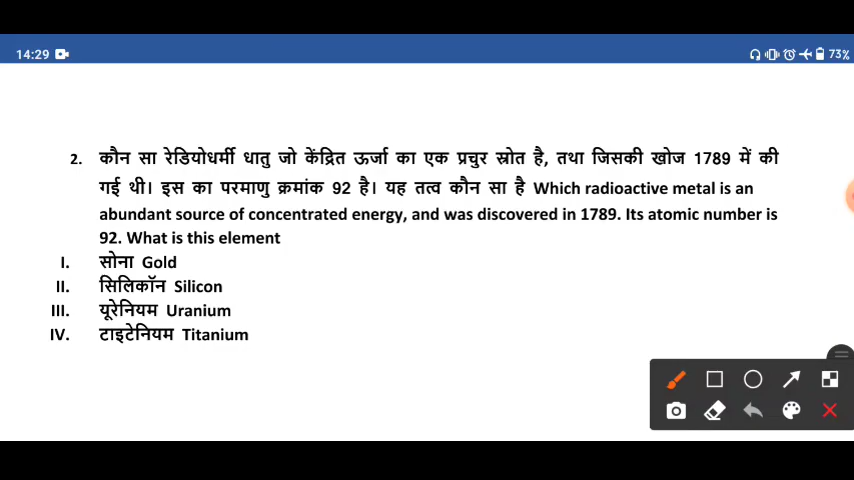 14:29
73%
2. कौन सा रेडियोधर्मी धातु जो केंद्रित ऊर्जा का एक प्रचुर स्रोत है, तथा जिसकी खोज 1789 में की
गई थी। इस का परमाणु क्रमांक 92 है। यह तत्व कौन सा है Which radioactive metal is an
abundant source of concentrated energy, and was discovered in 1789. Its atomic number is
92. What is this element
I. सोना Gold
II. सिलिकॉन Silicon
III. यूरेनियम Uranium
IV. टाइटेनियम Titanium